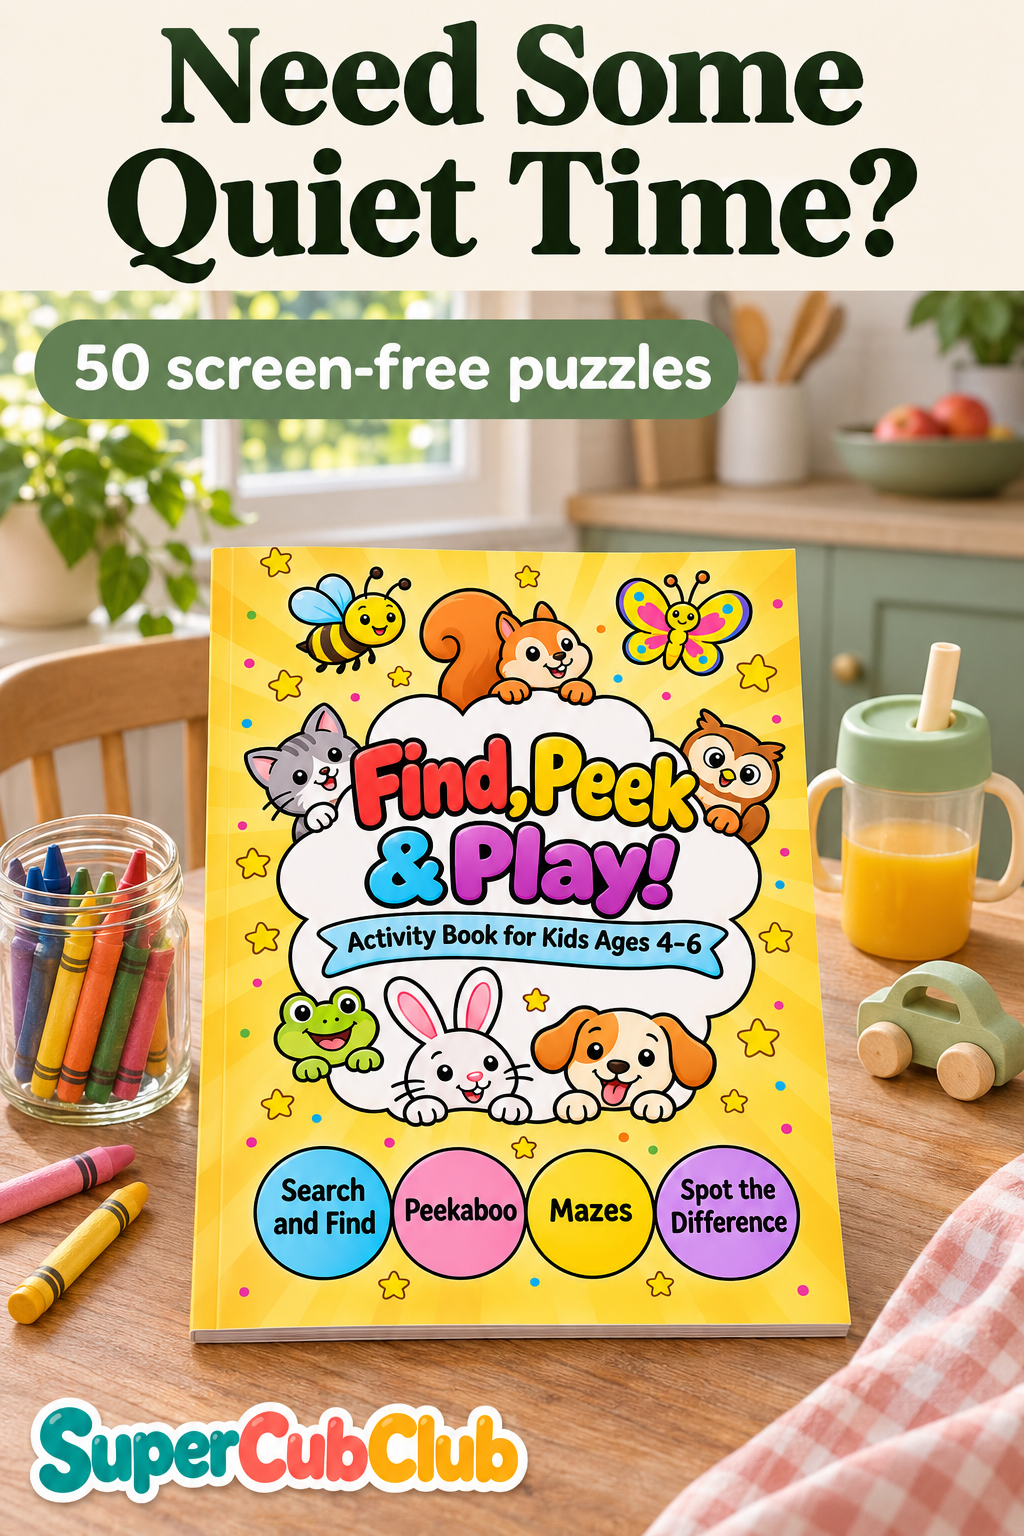 Need Some
Quiet Time?
50 screen-free puzzles
Find, Peek
& Play!
Activity Book for Kids Ages 4-6
Search
and Find
Peekaboo
Mazes
Spot the
Difference
SuperCubClub